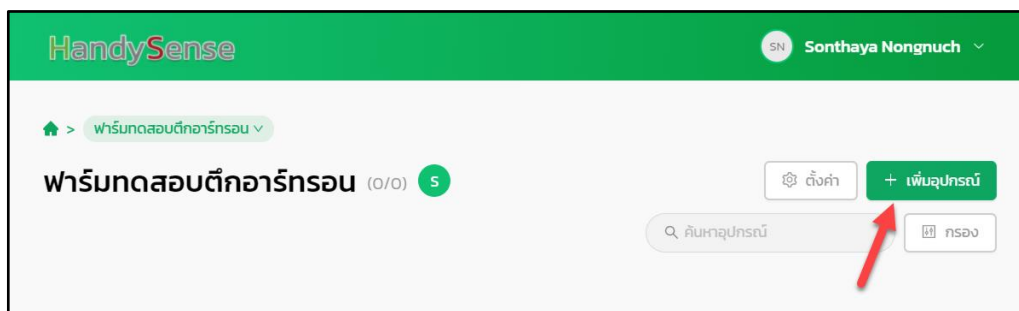 HandySense
SN Sonthaya Nongnuch
> ฟาร์มทดสอบตึกอาร์ทรอน
ฟาร์มทดสอบตึกอาร์ทรอน (0/0) S
ตั้งค่า + เพิ่มอุปกรณ์
ค้นหาอุปกรณ์ กรอง